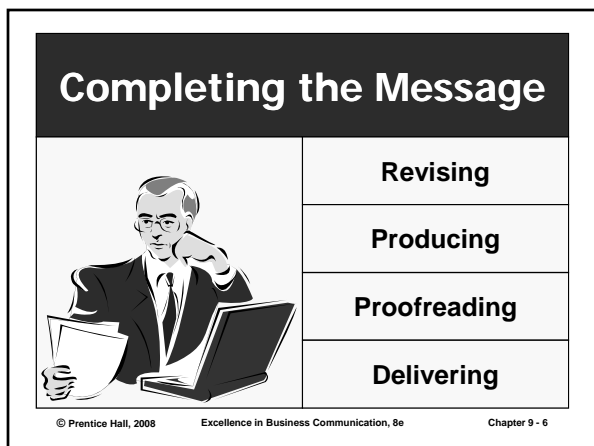 Completing the Message
Revising
Producing
Proofreading
Delivering
© Prentice Hall, 2008 Excellence in Business Communication, 8e Chapter 9 - 6